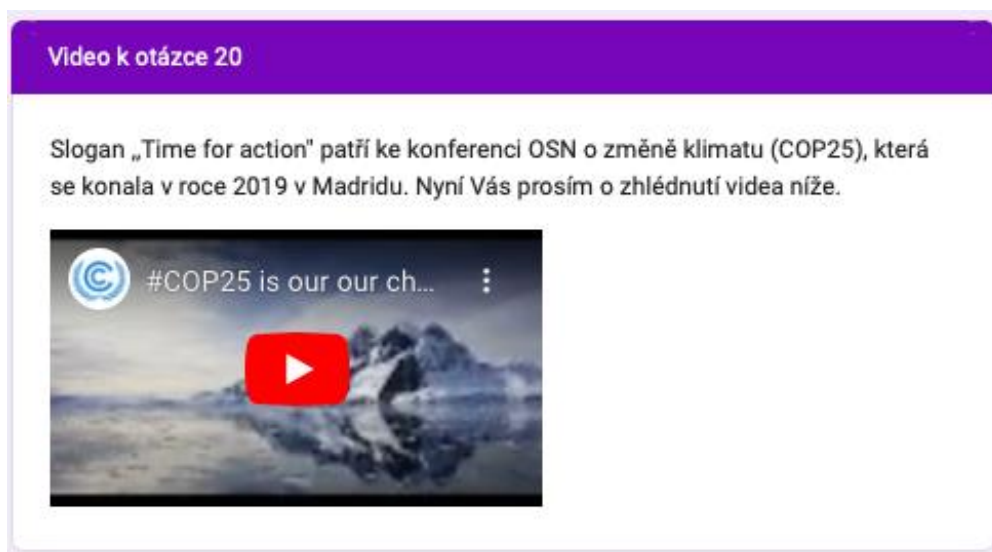 Video k otázce 20
Slogan „Time for action" patří ke konferenci OSN o změně klimatu (COP25), která
se konala v roce 2019 v Madridu. Nyní Vás prosím o zhlédnutí videa níže.
#COP25 is our our ch...